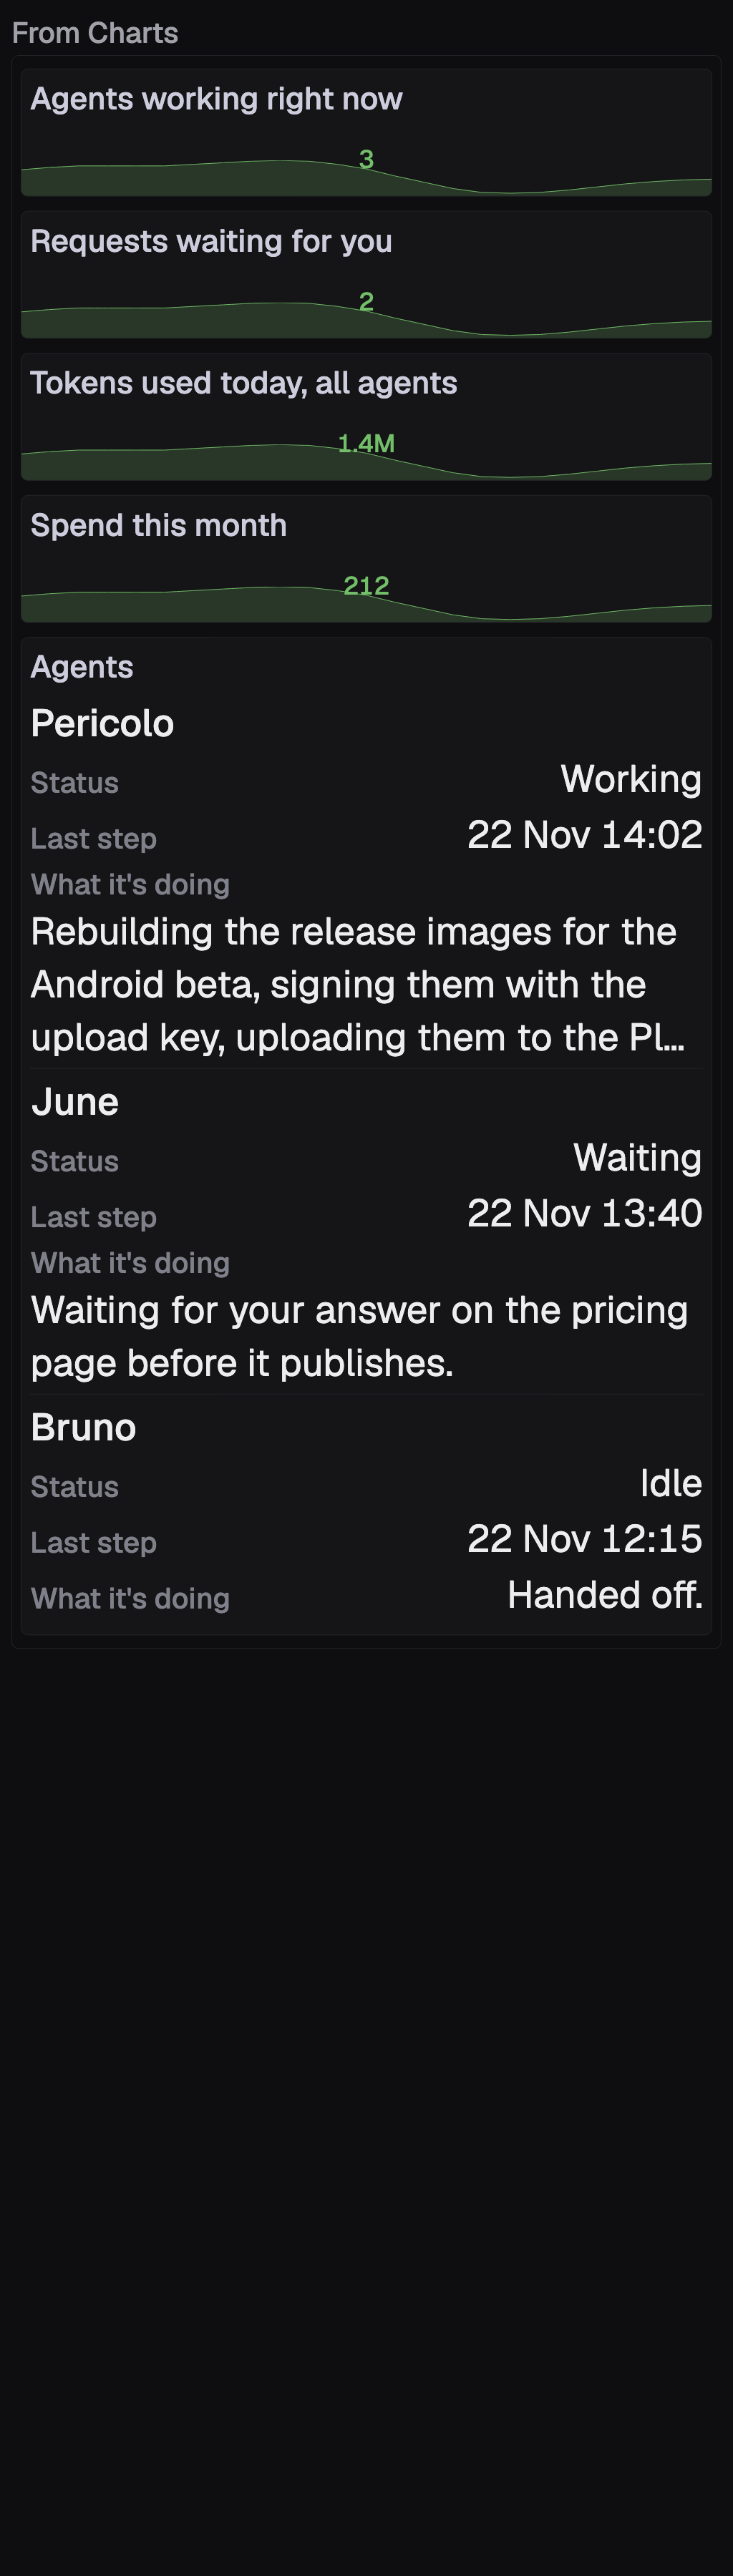 From Charts
Agents working right now
3
Requests waiting for you
2
Tokens used today, all agents
1.4M
Spend this month
212
Agents
Pericolo
Status Working
Last step 22 Nov 14:02
What it's doing
Rebuilding the release images for the
Android beta, signing them with the
upload key, uploading them to the Pl...
June
Status Waiting
Last step 22 Nov 13:40
What it's doing
Waiting for your answer on the pricing
page before it publishes.
Bruno
Status Idle
Last step 22 Nov 12:15
What it's doing Handed off.